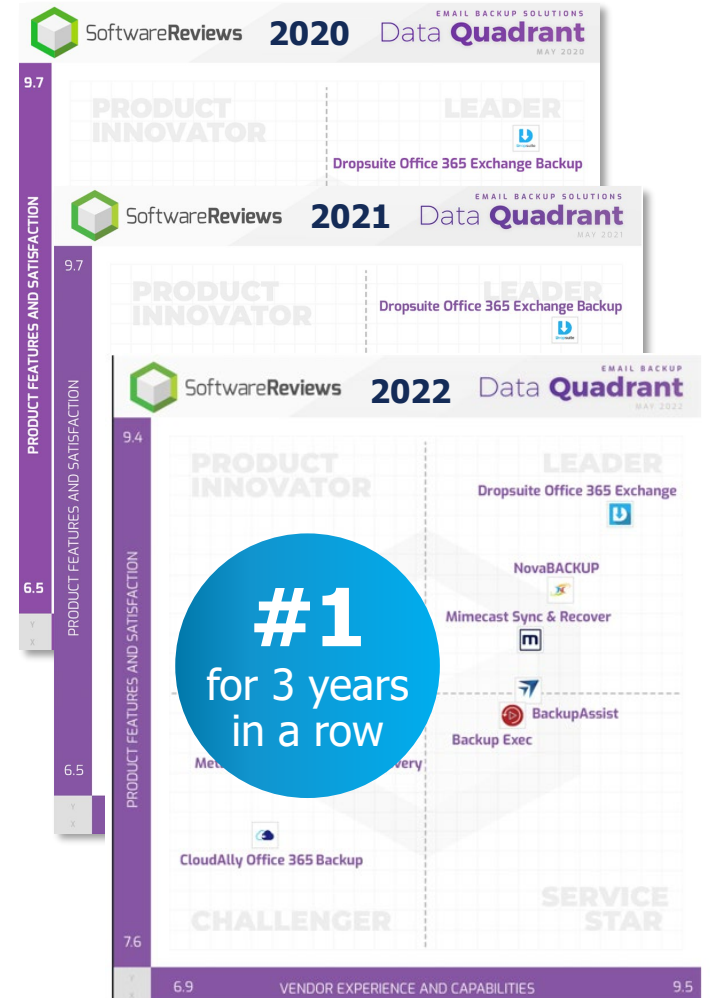 SoftwareReviews 2020
EMAIL BACKUP SOLUTIONS
Data Quadrant
MAY 2020
9.7
PRODUCT
INNOVATOR
LEADER
dropsuite
Dropsuite Office 365 Exchange Backup
PRODUCT FEATURES AND SATISFACTION
6.5
Y
X
SoftwareReviews 2021
EMAIL BACKUP SOLUTIONS
Data Quadrant
MAY 2021
9.7
PRODUCT
INNOVATOR
LEADER
Dropsuite Office 365 Exchange Backup
dropsuite
PRODUCT FEATURES AND SATISFACTION
6.5
Y
X
SoftwareReviews 2022
EMAIL BACKUP
Data Quadrant
MAY 2022
9.4
PRODUCT
INNOVATOR
LEADER
Dropsuite Office 365 Exchange
NovaBACKUP
Mimecast Sync & Recover
m
#1
for 3 years
in a row
BackupAssist
Backup Exec
PRODUCT FEATURES AND SATISFACTION
CloudAlly Office 365 Backup
CHALLENGER
SERVICE
STAR
7.6
Y
X
6.9 VENDOR EXPERIENCE AND CAPABILITIES 9.5